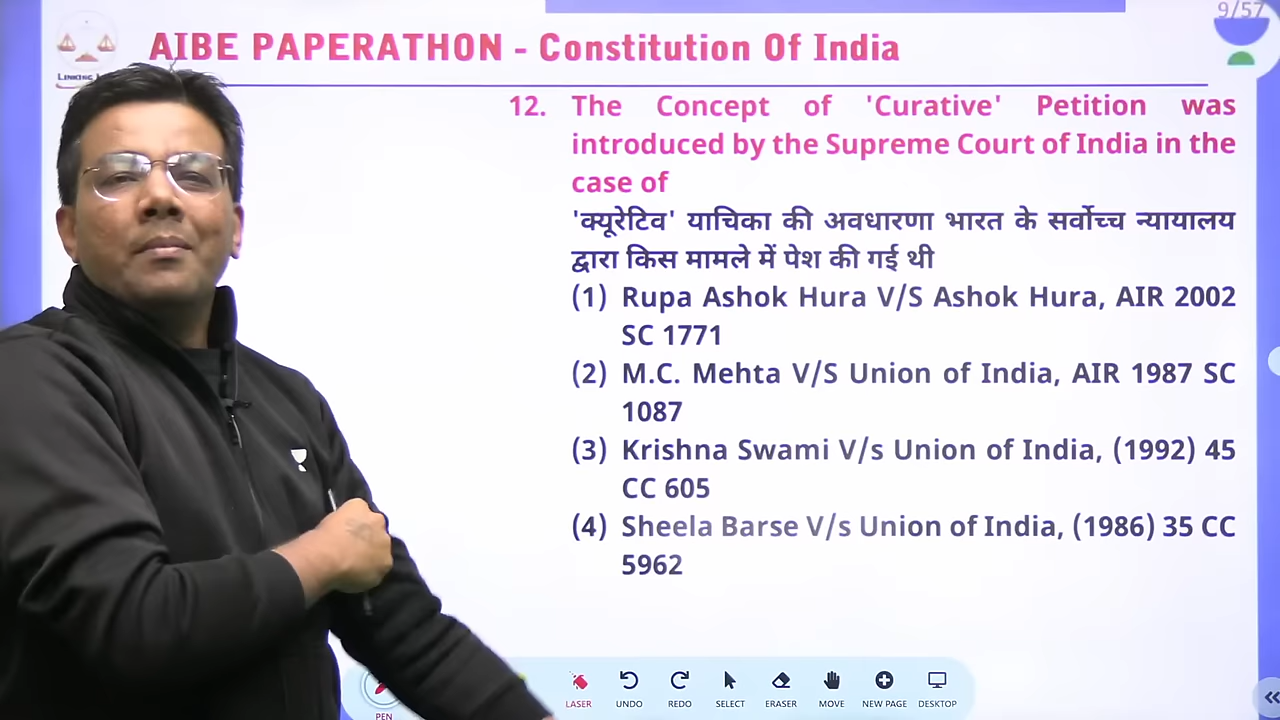 9/57
AIBE PAPERATHON - Constitution Of India
LINKING
12. The Concept of 'Curative' Petition was
introduced by the Supreme Court of India in the
case of
'क्यूरेटिव' याचिका की अवधारणा भारत के सर्वोच्च न्यायालय
द्वारा किस मामले में पेश की गई थी
(1) Rupa Ashok Hura V/S Ashok Hura, AIR 2002
SC 1771
(2) M.C. Mehta V/S Union of India, AIR 1987 SC
1087
(3) Krishna Swami V/s Union of India, (1992) 45
CC 605
(4) Sheela Barse V/s Union of India, (1986) 35 CC
5962
PEN LASER UNDO REDO SELECT ERASER MOVE NEW PAGE DESKTOP